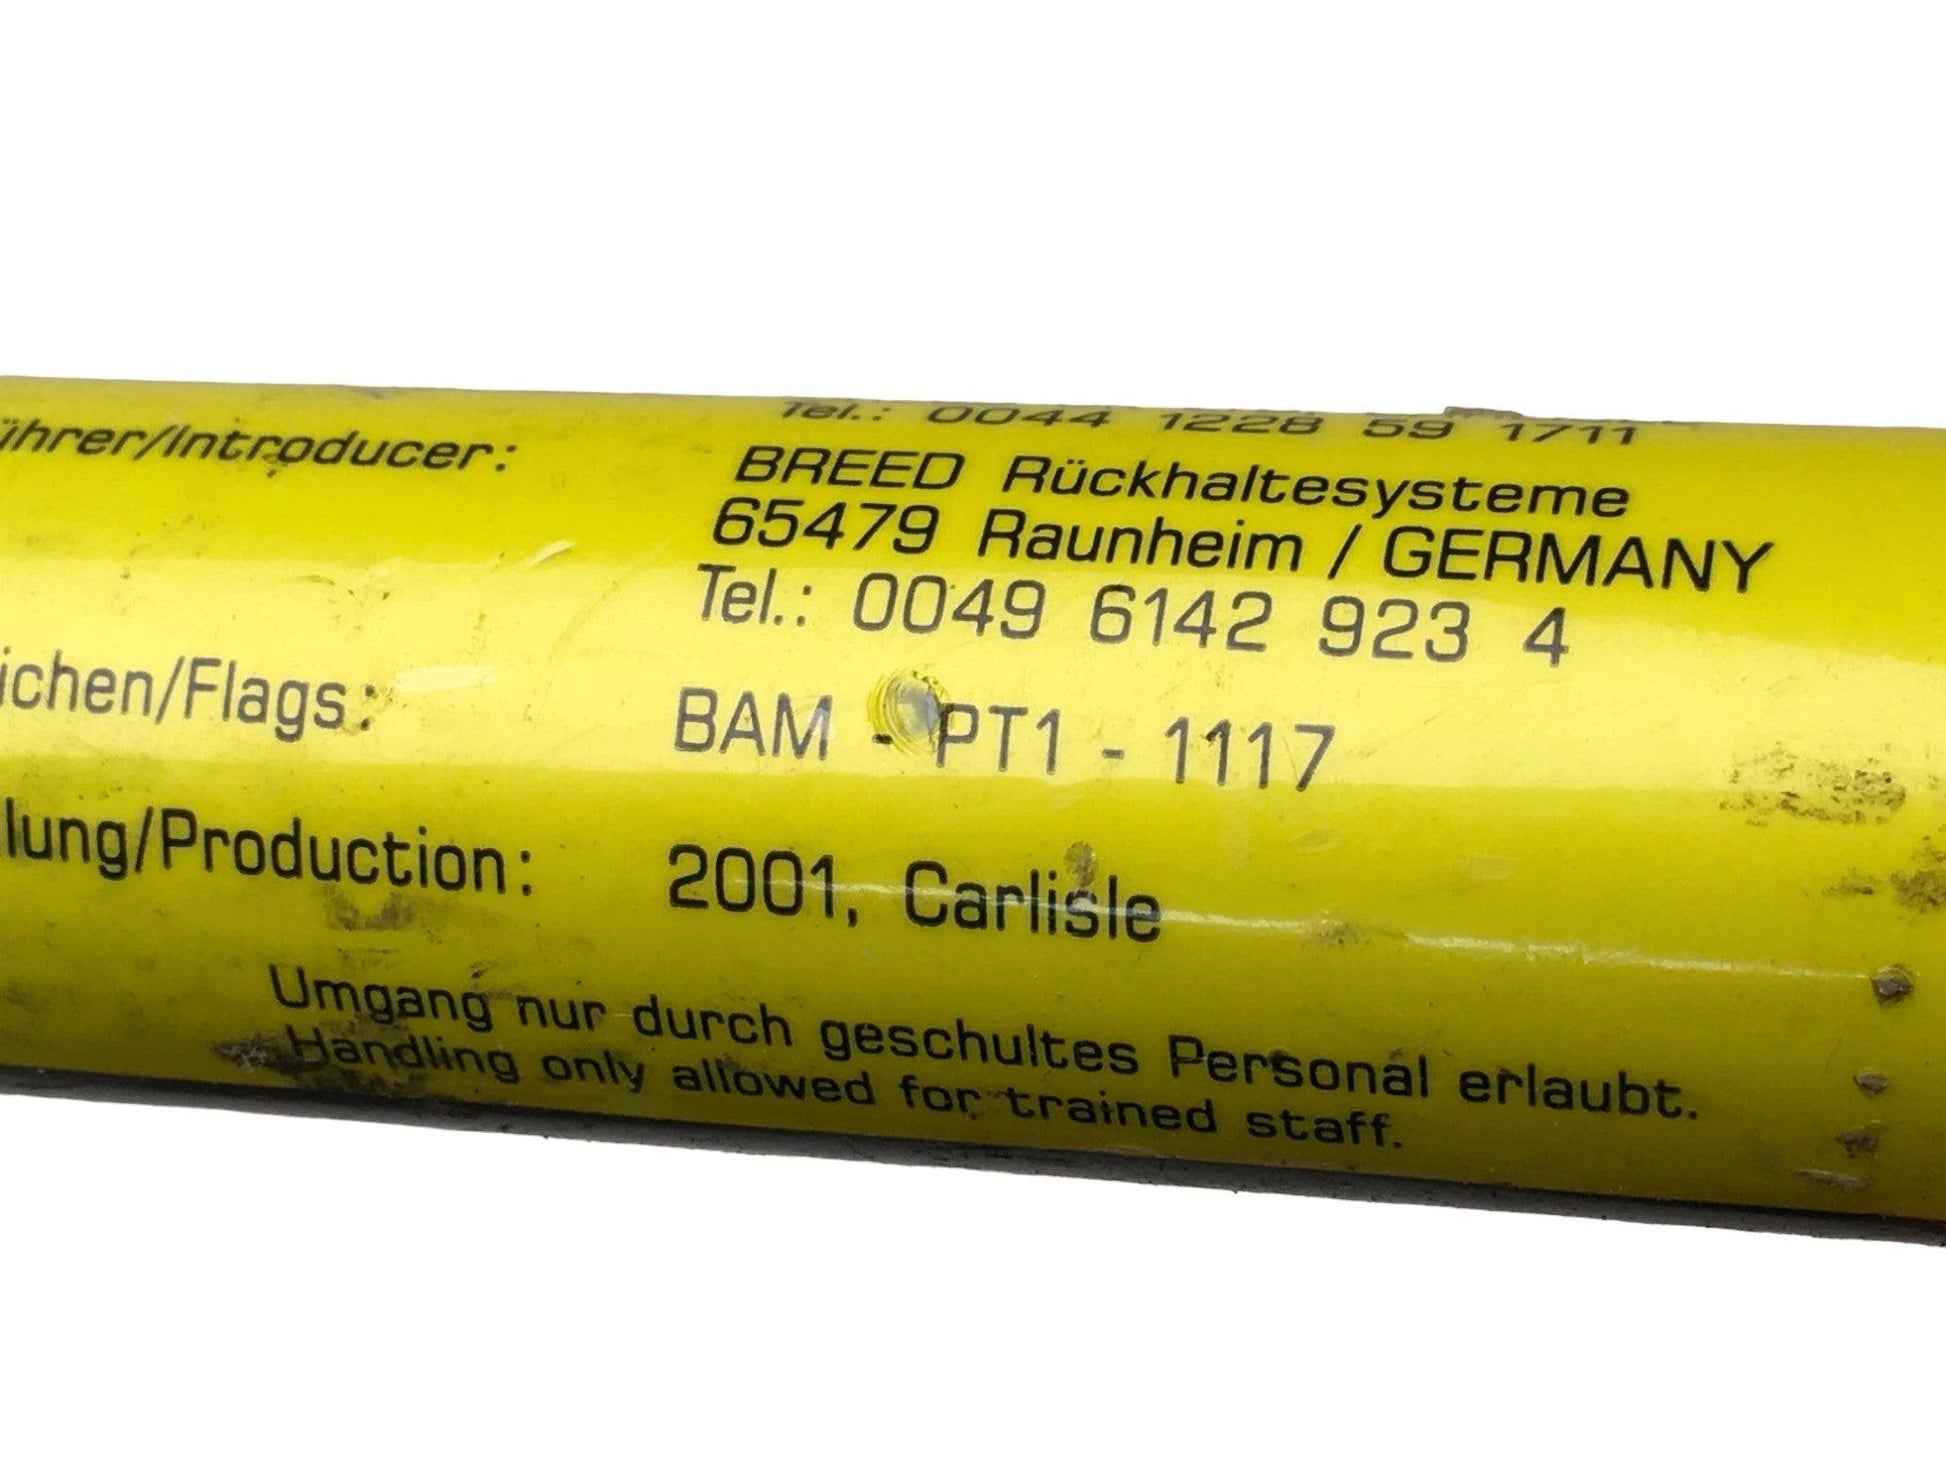 Tel.: 0044 1228 59 1711
ührer/Introducer: BREED Rückhaltesysteme
65479 Raunheim / GERMANY
Tel.: 0049 6142 923 4
ichen/Flags: BAM - PT1 - 1117
lung/Production: 2001, Carlisle
Umgang nur durch geschultes Personal erlaubt.
Handling only allowed for trained staff.